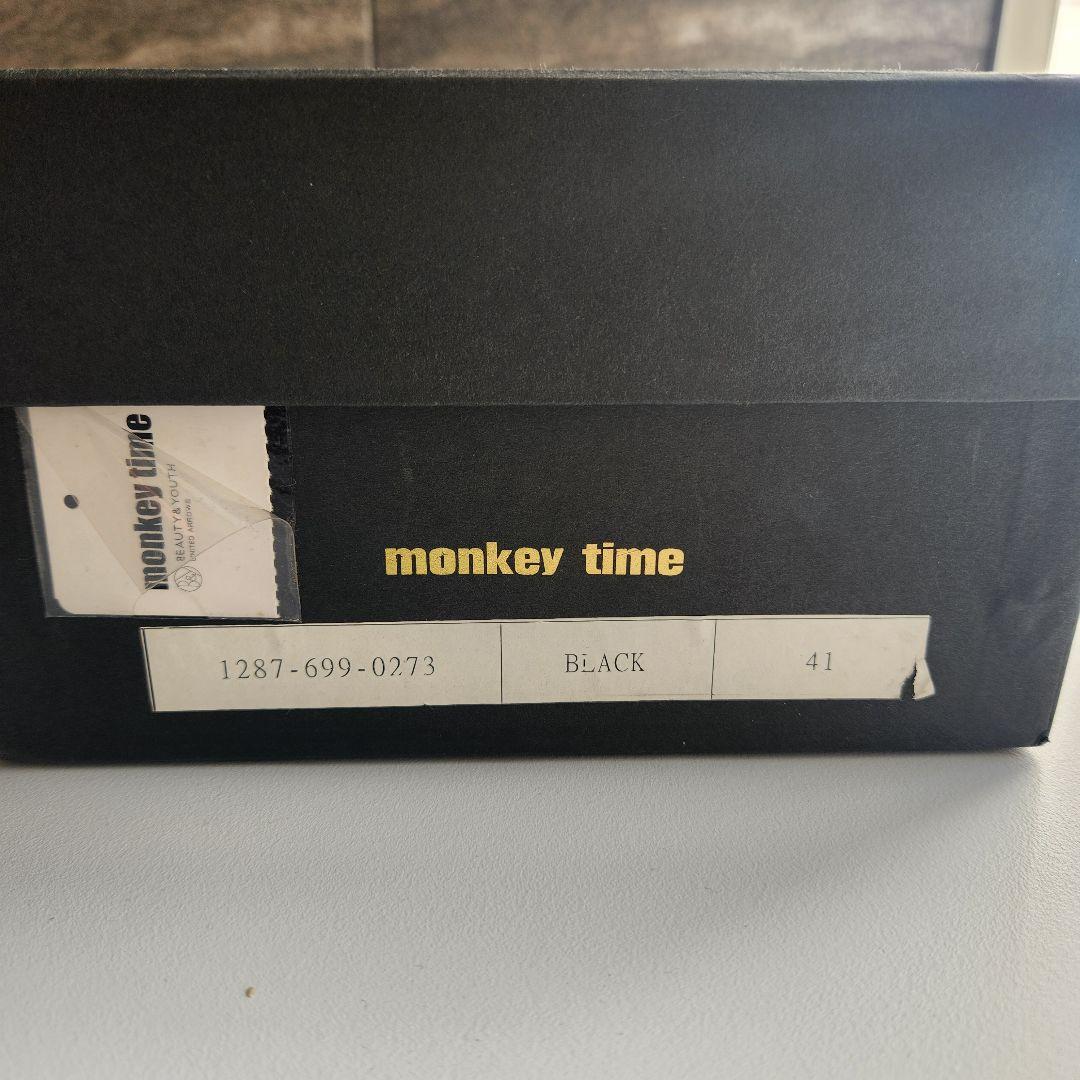 monkey time
BEAUTY&YOUTH
UNITED ARROWS
monkey time
1287-699-0273 BLACK 41